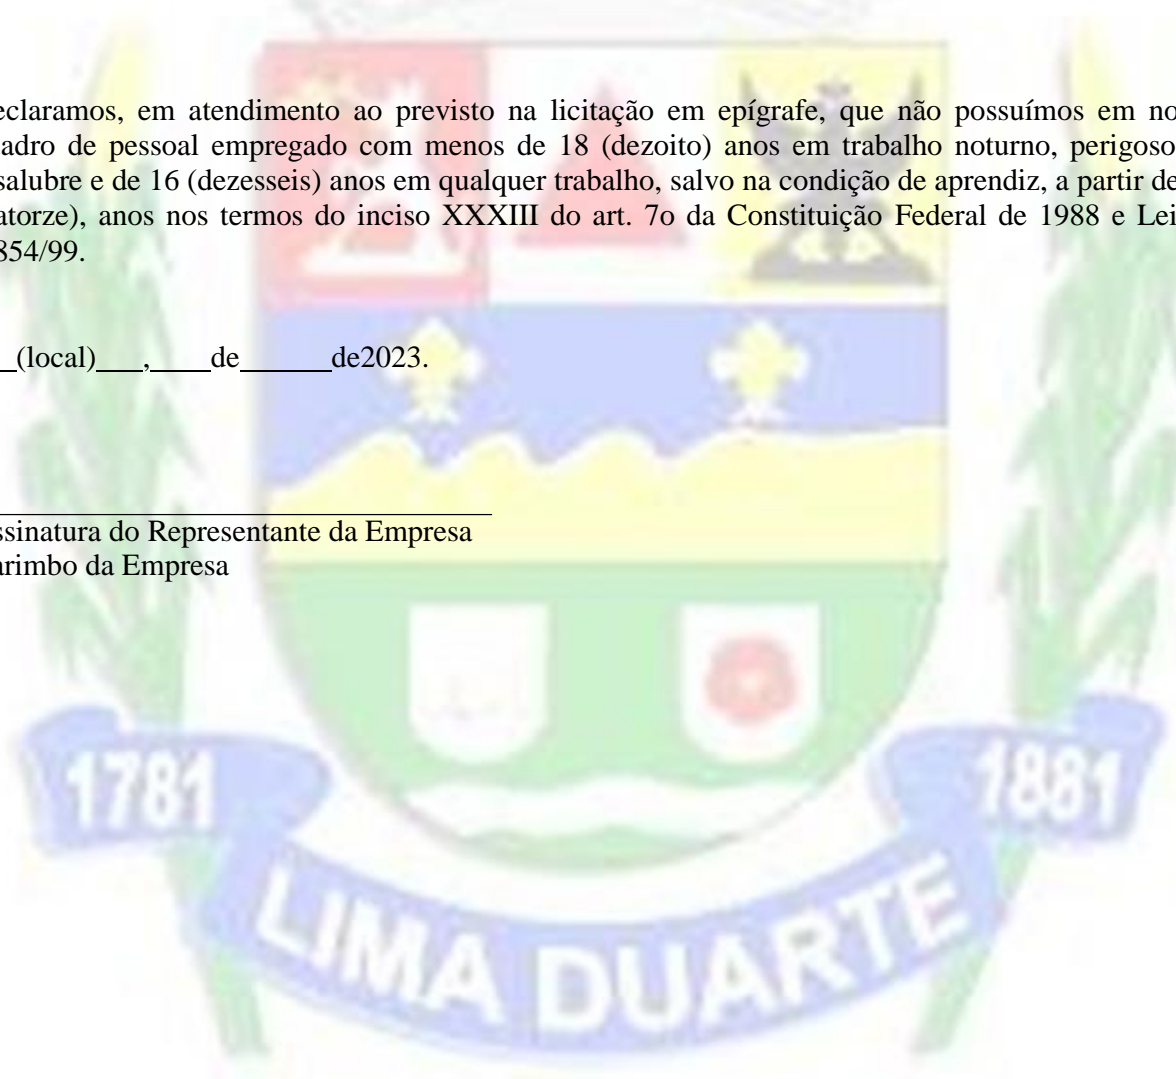 eclaramos, em atendimento ao previsto na licitação em epígrafe, que não possuímos em no
adro de pessoal empregado com menos de 18 (dezoito) anos em trabalho noturno, perigoso
salubre e de 16 (dezesseis) anos em qualquer trabalho, salvo na condição de aprendiz, a partir de
atorze), anos nos termos do inciso XXXIII do art. 7o da Constituição Federal de 1988 e Lei
854/99.
__(local)___,____de______de2023.
ssinatura do Representante da Empresa
arimbo da Empresa
1781
1881
LIMA DUARTE